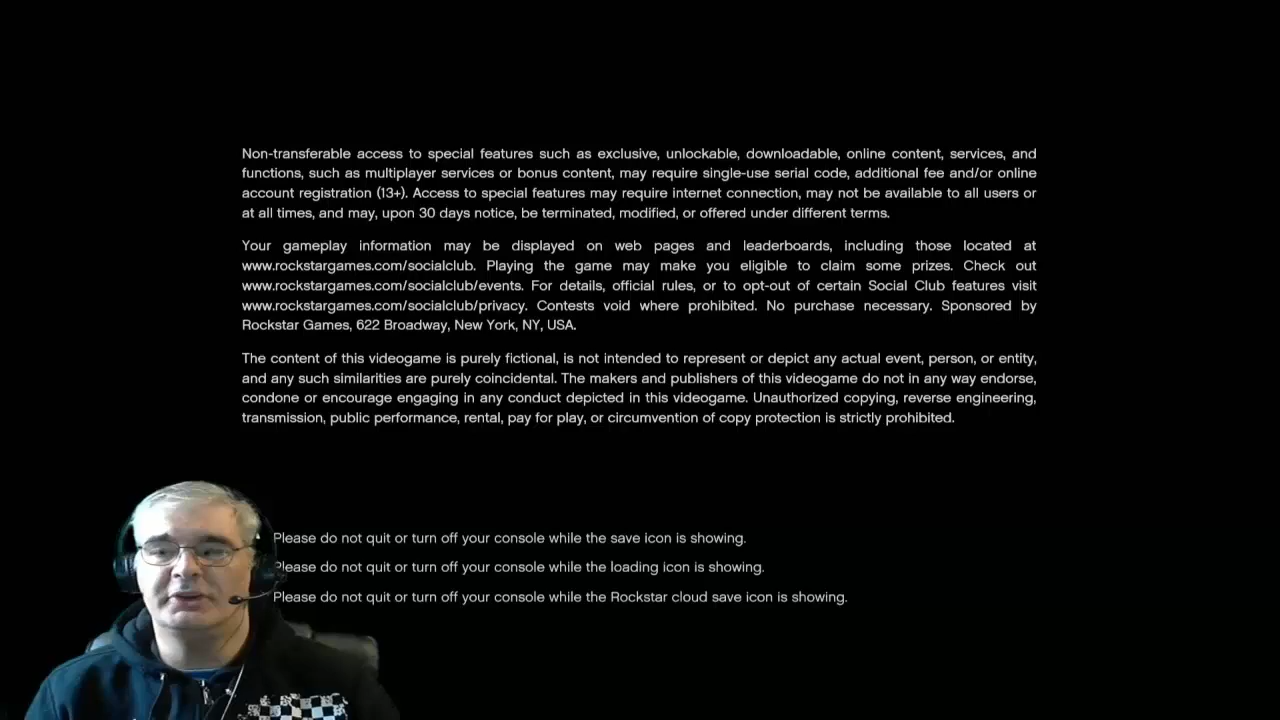 Non-transferable access to special features such as exclusive, unlockable, downloadable, online content, services, and
functions, such as multiplayer services or bonus content, may require single-use serial code, additional fee and/or online
account registration (13+). Access to special features may require internet connection, may not be available to all users or
at all times, and may, upon 30 days notice, be terminated, modified, or offered under different terms.
Your gameplay information may be displayed on web pages and leaderboards, including those located at
www.rockstargames.com/socialclub. Playing the game may make you eligible to claim some prizes. Check out
www.rockstargames.com/socialclub/events. For details, official rules, or to opt-out of certain Social Club features visit
www.rockstargames.com/socialclub/privacy. Contests void where prohibited. No purchase necessary. Sponsored by
Rockstar Games, 622 Broadway, New York, NY, USA.
The content of this videogame is purely fictional, is not intended to represent or depict any actual event, person, or entity,
and any such similarities are purely coincidental. The makers and publishers of this videogame do not in any way endorse,
condone or encourage engaging in any conduct depicted in this videogame. Unauthorized copying, reverse engineering,
transmission, public performance, rental, pay for play, or circumvention of copy protection is strictly prohibited.
Please do not quit or turn off your console while the save icon is showing.
Please do not quit or turn off your console while the loading icon is showing.
Please do not quit or turn off your console while the Rockstar cloud save icon is showing.